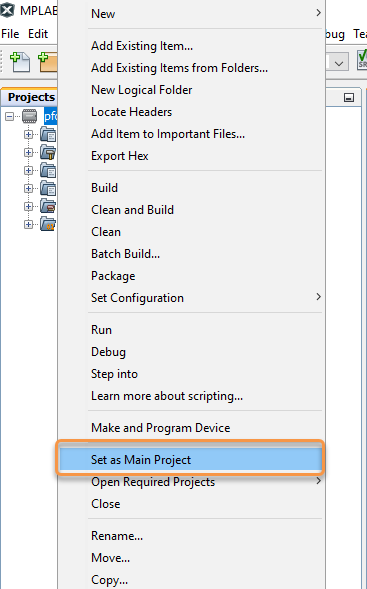 MPLAB
New
File Edit
bug Tea
Add Existing Item...
Add Existing Items from Folders...
New Logical Folder
Projects
Locate Headers
Add Item to Important Files...
Export Hex
Build
Clean and Build
Clean
Batch Build...
Package
Set Configuration
Run
Debug
Step into
Learn more about scripting...
Make and Program Device
Set as Main Project
Open Required Projects
Close
Rename...
Move...
Copy...